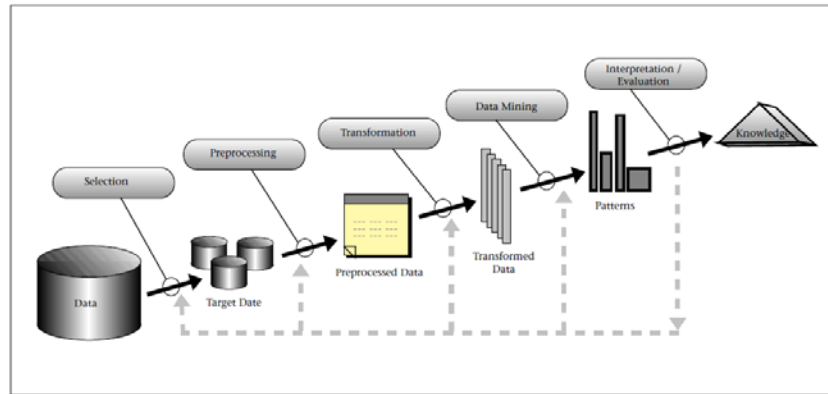 Interpretation /
Evaluation
Data Mining
Transformation
Preprocessing
Selection
Knowledge
Patterns
Transformed
Data
Preprocessed Data
Target Date
Data